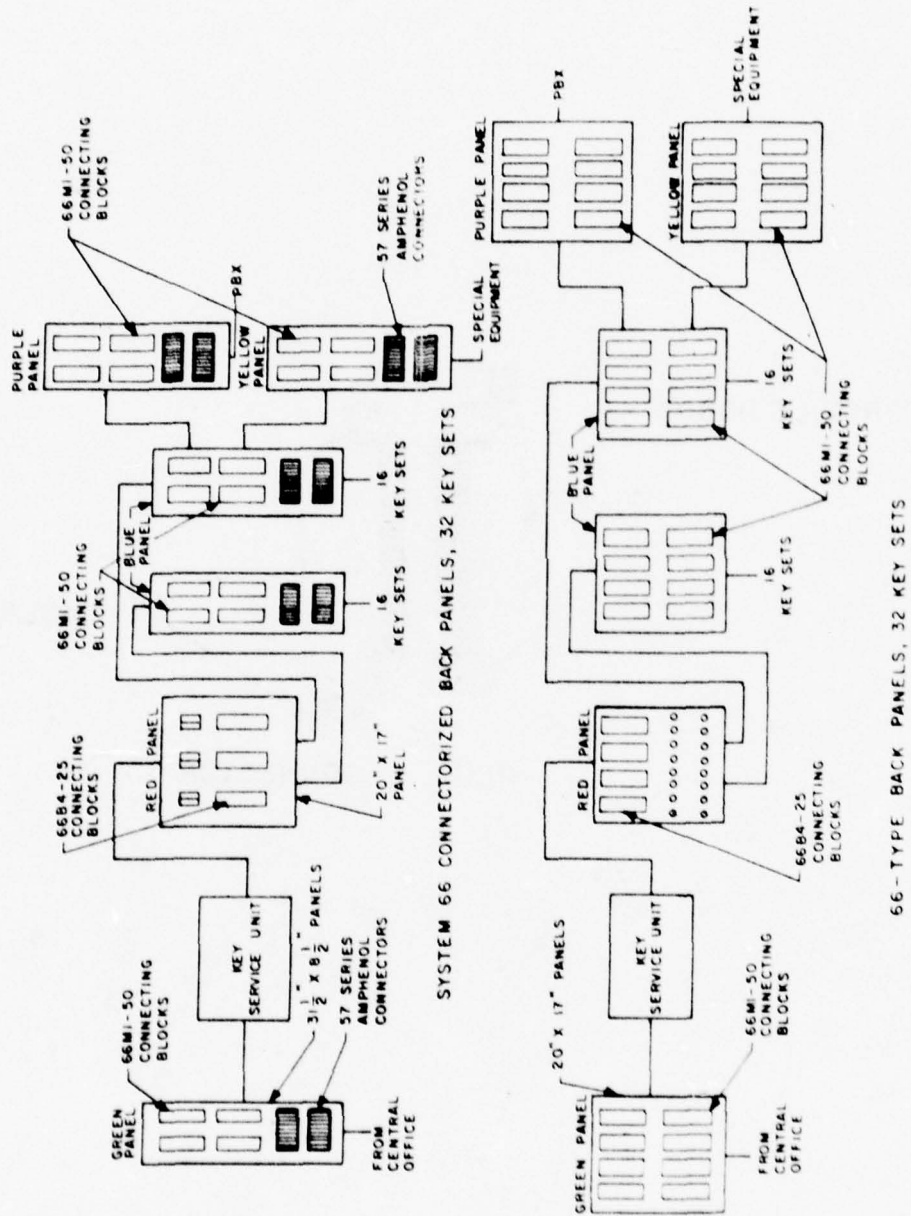 GREEN
PANEL
66M1-50
CONNECTING
BLOCKS
FROM
CENTRAL
OFFICE
31 1/2" X 8 1/2" PANELS
57 SERIES
AMPHENOL
CONNECTORS
KEY
SERVICE UNIT
66B4-25
CONNECTING
BLOCKS
RED PANEL
20" X 17"
PANEL
66M1-50
CONNECTING
BLOCKS
BLUE
PANEL
16
KEY SETS
16
KEY SETS
PURPLE
PANEL
66M1-50
CONNECTING
BLOCKS
PBX
YELLOW
PANEL
57 SERIES
AMPHENOL
CONNECTORS
SPECIAL
EQUIPMENT
SYSTEM 66 CONNECTORIZED BACK PANELS, 32 KEY SETS
GREEN PANEL
20" X 17" PANELS
FROM
CENTRAL
OFFICE
66M1-50
CONNECTING
BLOCKS
KEY
SERVICE UNIT
RED PANEL
66B4-25
CONNECTING
BLOCKS
BLUE
PANEL
16
KEY SETS
16
KEY SETS
66M1-50
CONNECTING
BLOCKS
PURPLE PANEL
PBX
YELLOW PANEL
SPECIAL
EQUIPMENT
66-TYPE BACK PANELS, 32 KEY SETS